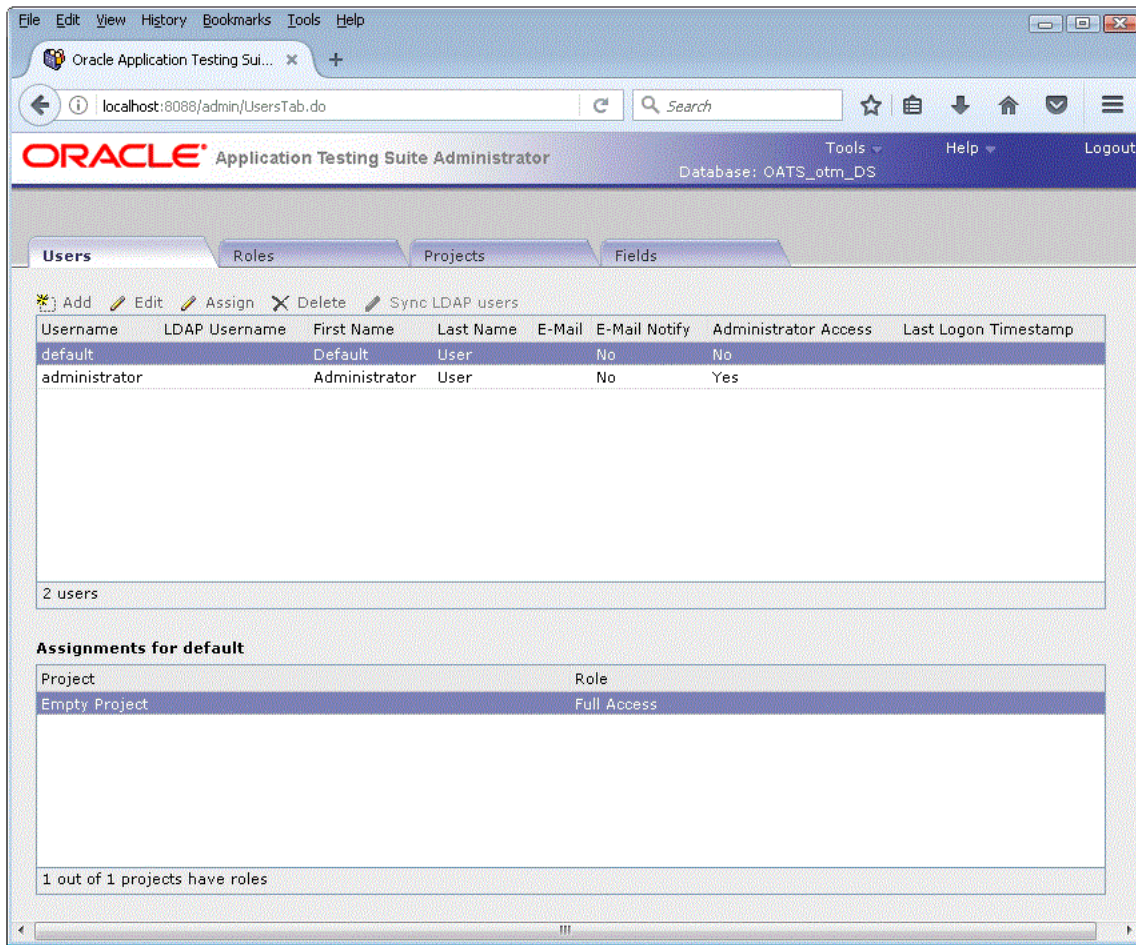 File Edit View History Bookmarks Tools Help
Oracle Application Testing Sui...
localhost:8088/admin/UsersTab.do Search
ORACLE Application Testing Suite Administrator Tools Help Logout
Database: OATS_otm_DS
Users Roles Projects Fields
Add Edit Assign Delete Sync LDAP users
Username LDAP Username First Name Last Name E-Mail E-Mail Notify Administrator Access Last Logon Timestamp
default Default User No No
administrator Administrator User No Yes
2 users
Assignments for default
Project Role
Empty Project Full Access
1 out of 1 projects have roles